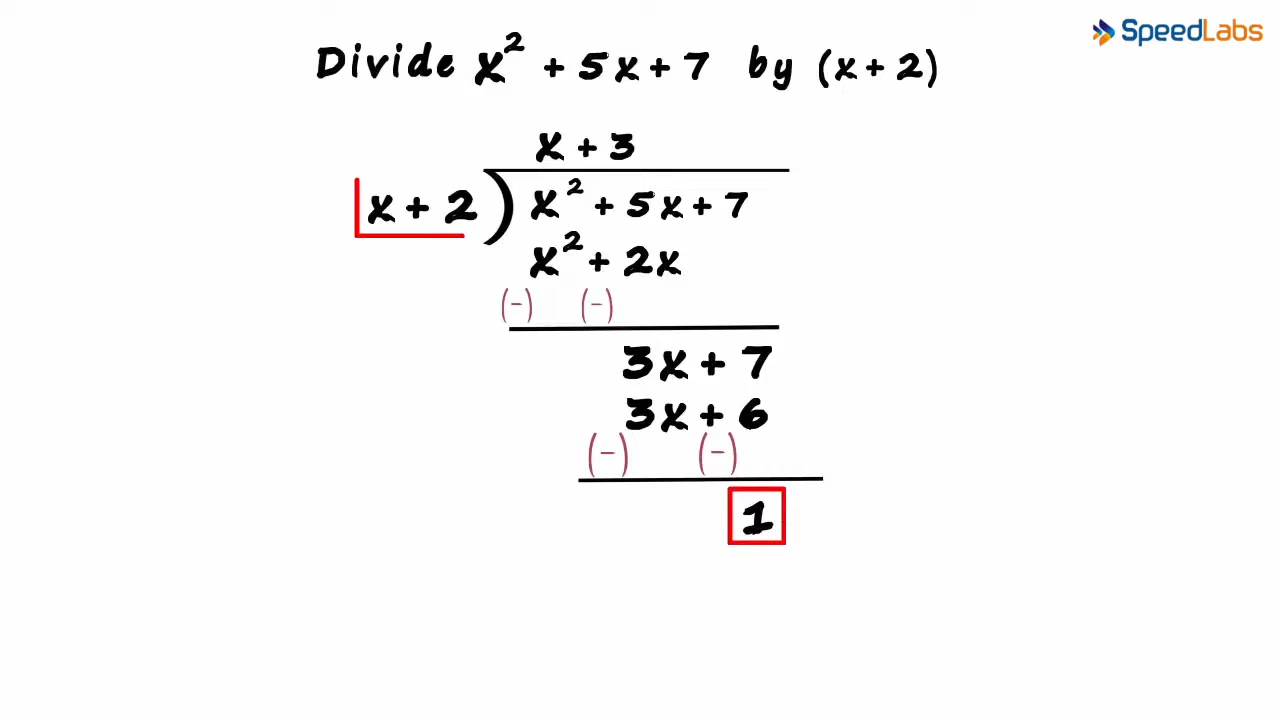 SpeedLabs
Divide x² + 5x + 7 by (x + 2)
x + 3
x + 2 ) x² + 5x + 7
x² + 2x
(−) (−)
3x + 7
3x + 6
(−) (−)
1